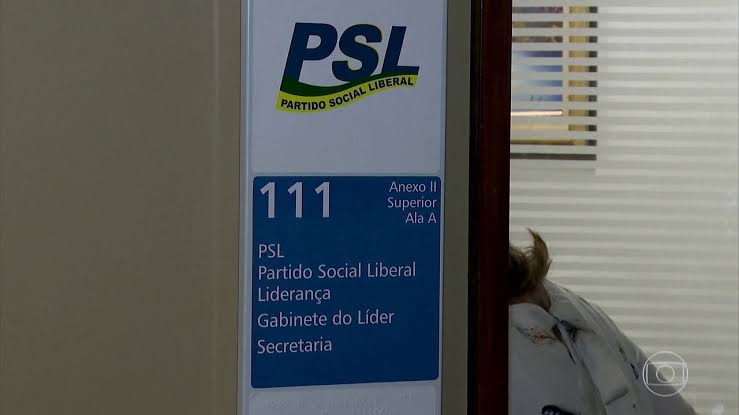 PSL
PARTIDO SOCIAL LIBERAL
111
Anexo II
Superior
Ala A
PSL
Partido Social Liberal
Liderança
Gabinete do Líder
Secretaria